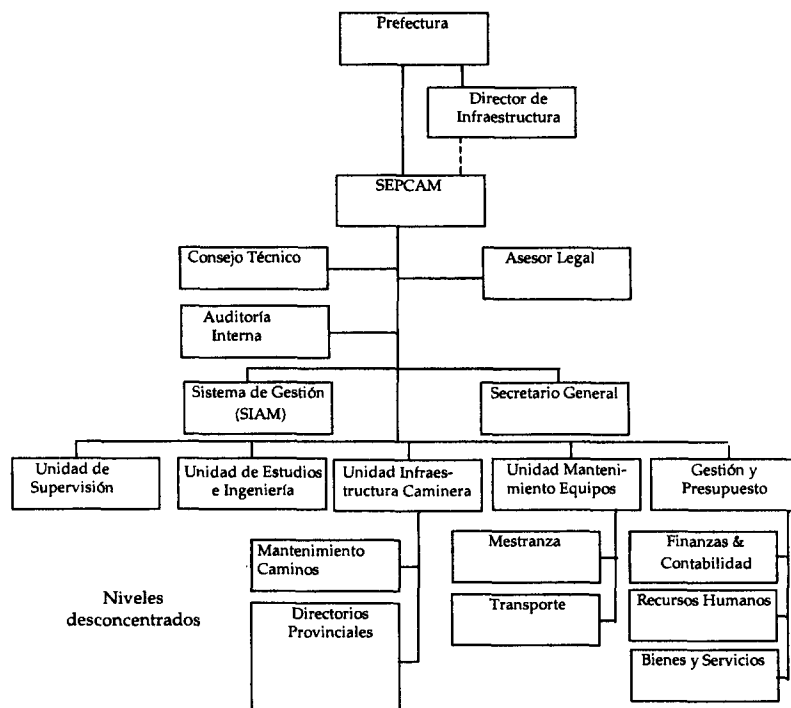 Prefectura
Director de
Infraestructura
SEPCAM
Consejo Técnico
Asesor Legal
Auditoría
Interna
Sistema de Gestión
(SIAM)
Secretario General
Unidad de
Supervisión
Unidad de Estudios
e Ingeniería
Unidad Infraes-
tructura Caminera
Unidad Manteni-
miento Equipos
Gestión y
Presupuesto
Mantenimiento
Caminos
Mestranza
Finanzas &
Contabilidad
Niveles
desconcentrados
Directorios
Provinciales
Transporte
Recursos Humanos
Bienes y Servicios